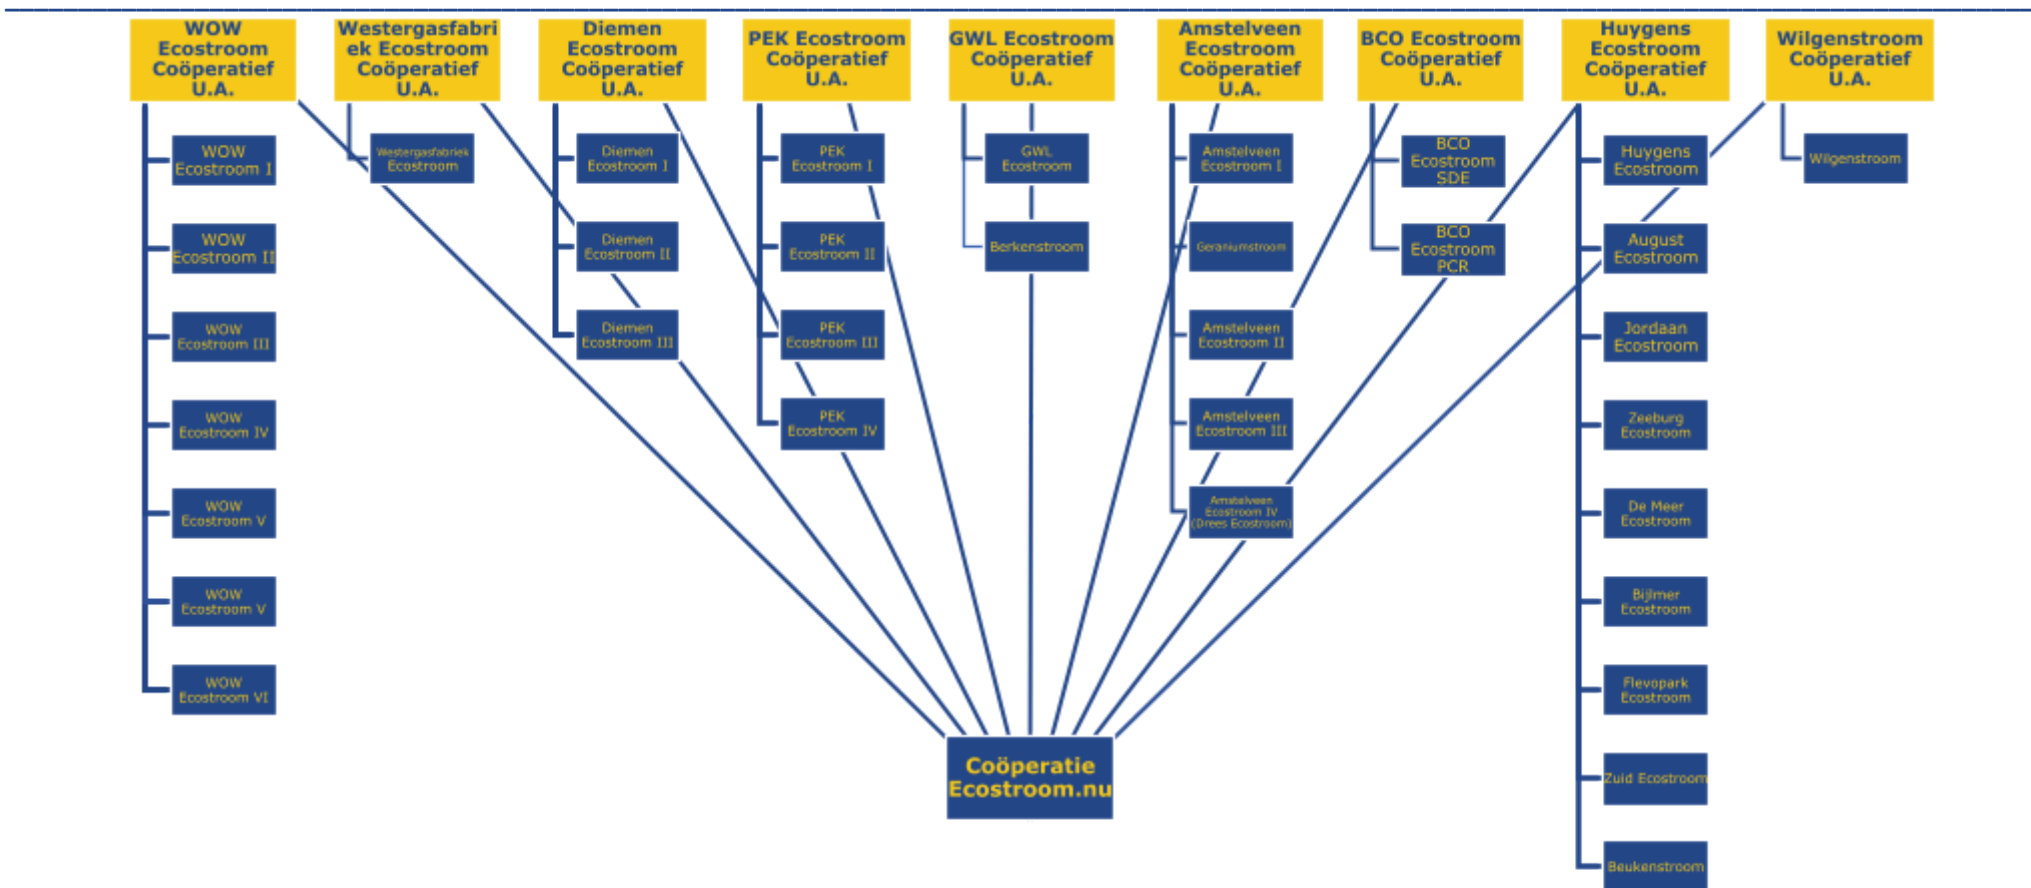 WOW
Ecostroom
Coöperatief
U.A.
Westergasfabri
ek Ecostroom
Coöperatief
U.A.
Diemen
Ecostroom
Coöperatief
U.A.
PEK Ecostroom
Coöperatief
U.A.
GWL Ecostroom
Coöperatief
U.A.
Amstelveen
Ecostroom
Coöperatief
U.A.
BCO Ecostroom
Coöperatief
U.A.
Huygens
Ecostroom
Coöperatief
U.A.
Wilgenstroom
Coöperatief
U.A.
WOW
Ecostroom I
WOW
Ecostroom II
WOW
Ecostroom III
WOW
Ecostroom IV
WOW
Ecostroom V
WOW
Ecostroom V
WOW
Ecostroom VI
Westergasfabriek
Ecostroom
Diemen
Ecostroom I
Diemen
Ecostroom II
Diemen
Ecostroom III
PEK
Ecostroom I
PEK
Ecostroom II
PEK
Ecostroom III
PEK
Ecostroom IV
GWL
Ecostroom
Berkenstroom
Amstelveen
Ecostroom I
Geraniumstroom
Amstelveen
Ecostroom II
Amstelveen
Ecostroom III
Amstelveen
Ecostroom IV
(Drees Ecostroom)
BCO
Ecostroom
SDE
BCO
Ecostroom
PCR
Huygens
Ecostroom
August
Ecostroom
Jordaan
Ecostroom
Zeeburg
Ecostroom
De Meer
Ecostroom
Bijlmer
Ecostroom
Flevopark
Ecostroom
Zuid Ecostroom
Beukenstroom
Wilgenstroom
Coöperatie
Ecostroom.nu